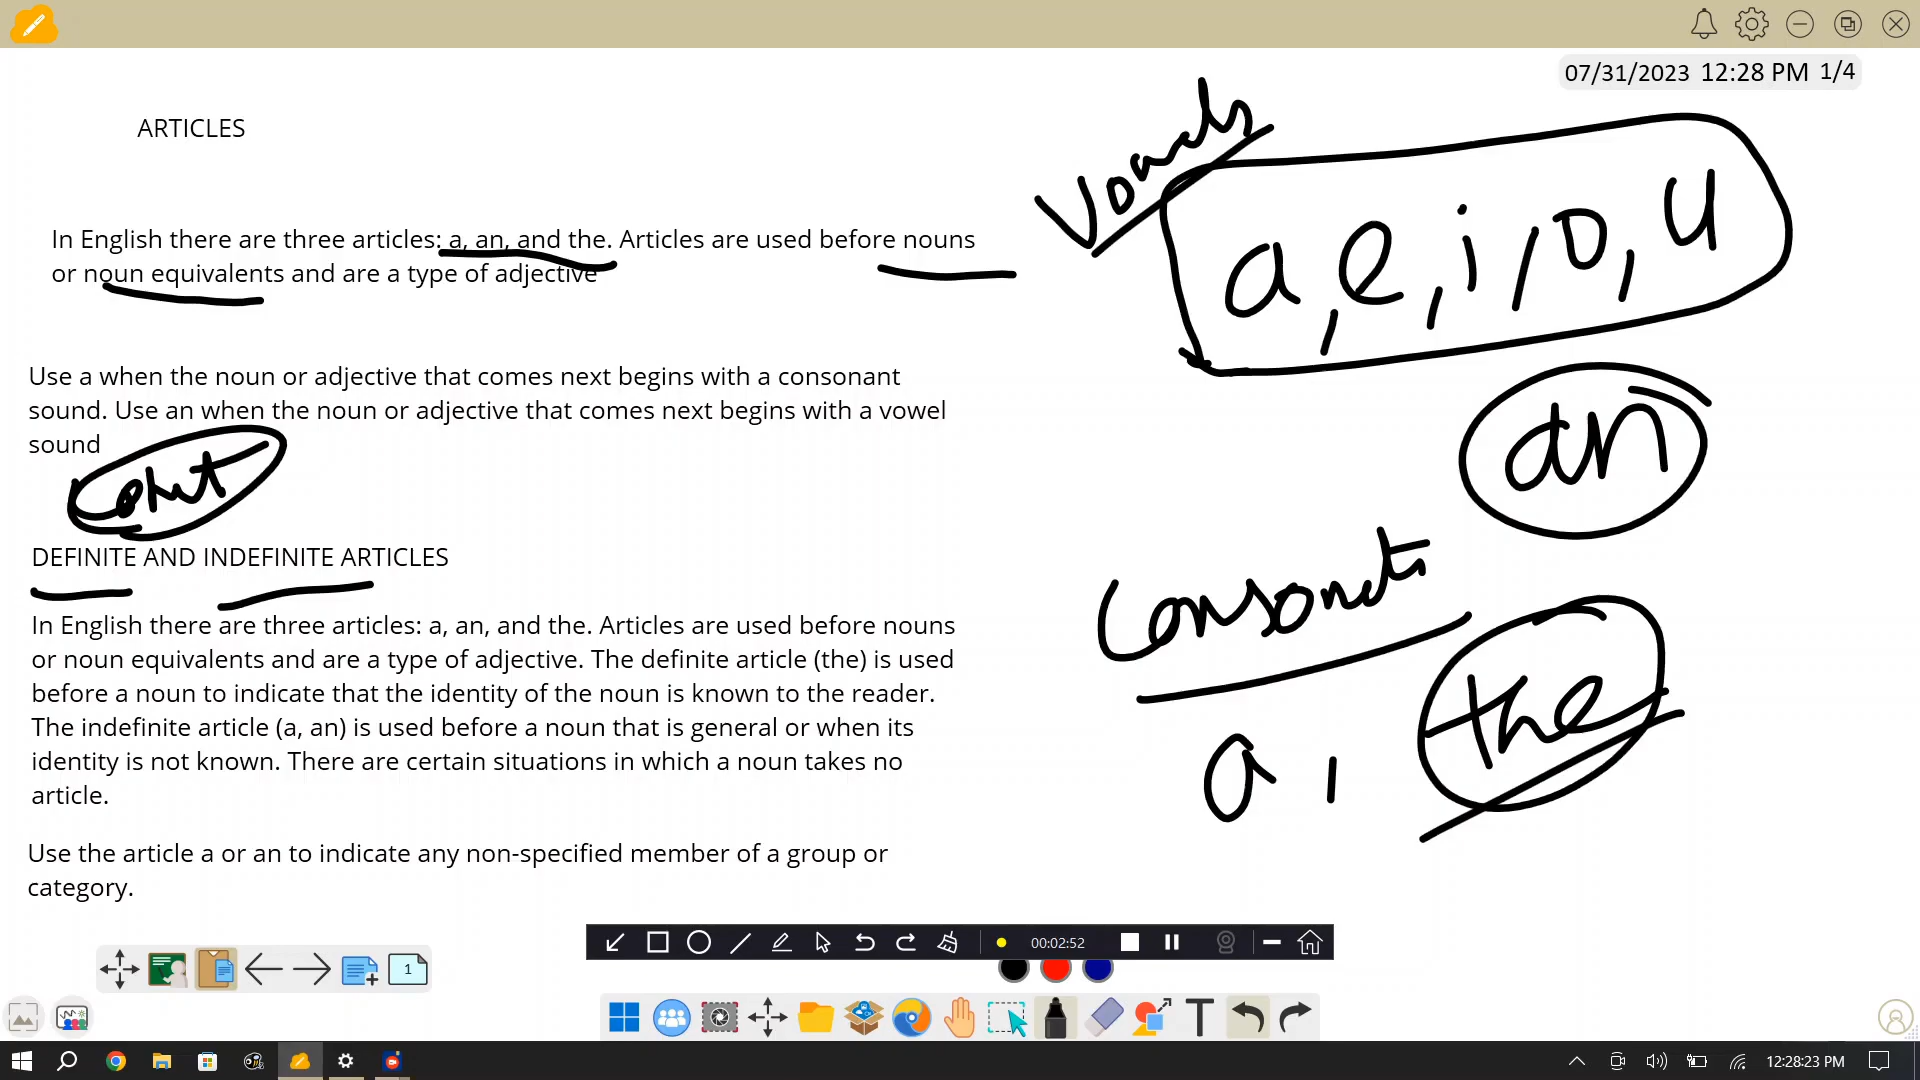 07/31/2023 12:28 PM 1/4
ARTICLES
In English there are three articles: a, an, and the. Articles are used before nouns
or noun equivalents and are a type of adjective
Use a when the noun or adjective that comes next begins with a consonant
sound. Use an when the noun or adjective that comes next begins with a vowel
sound
DEFINITE AND INDEFINITE ARTICLES
In English there are three articles: a, an, and the. Articles are used before nouns
or noun equivalents and are a type of adjective. The definite article (the) is used
before a noun to indicate that the identity of the noun is known to the reader.
The indefinite article (a, an) is used before a noun that is general or when its
identity is not known. There are certain situations in which a noun takes no
article.
Use the article a or an to indicate any non-specified member of a group or
category.
a, e, i, o, u
an
a, the
00:02:52
1
12:28:23 PM